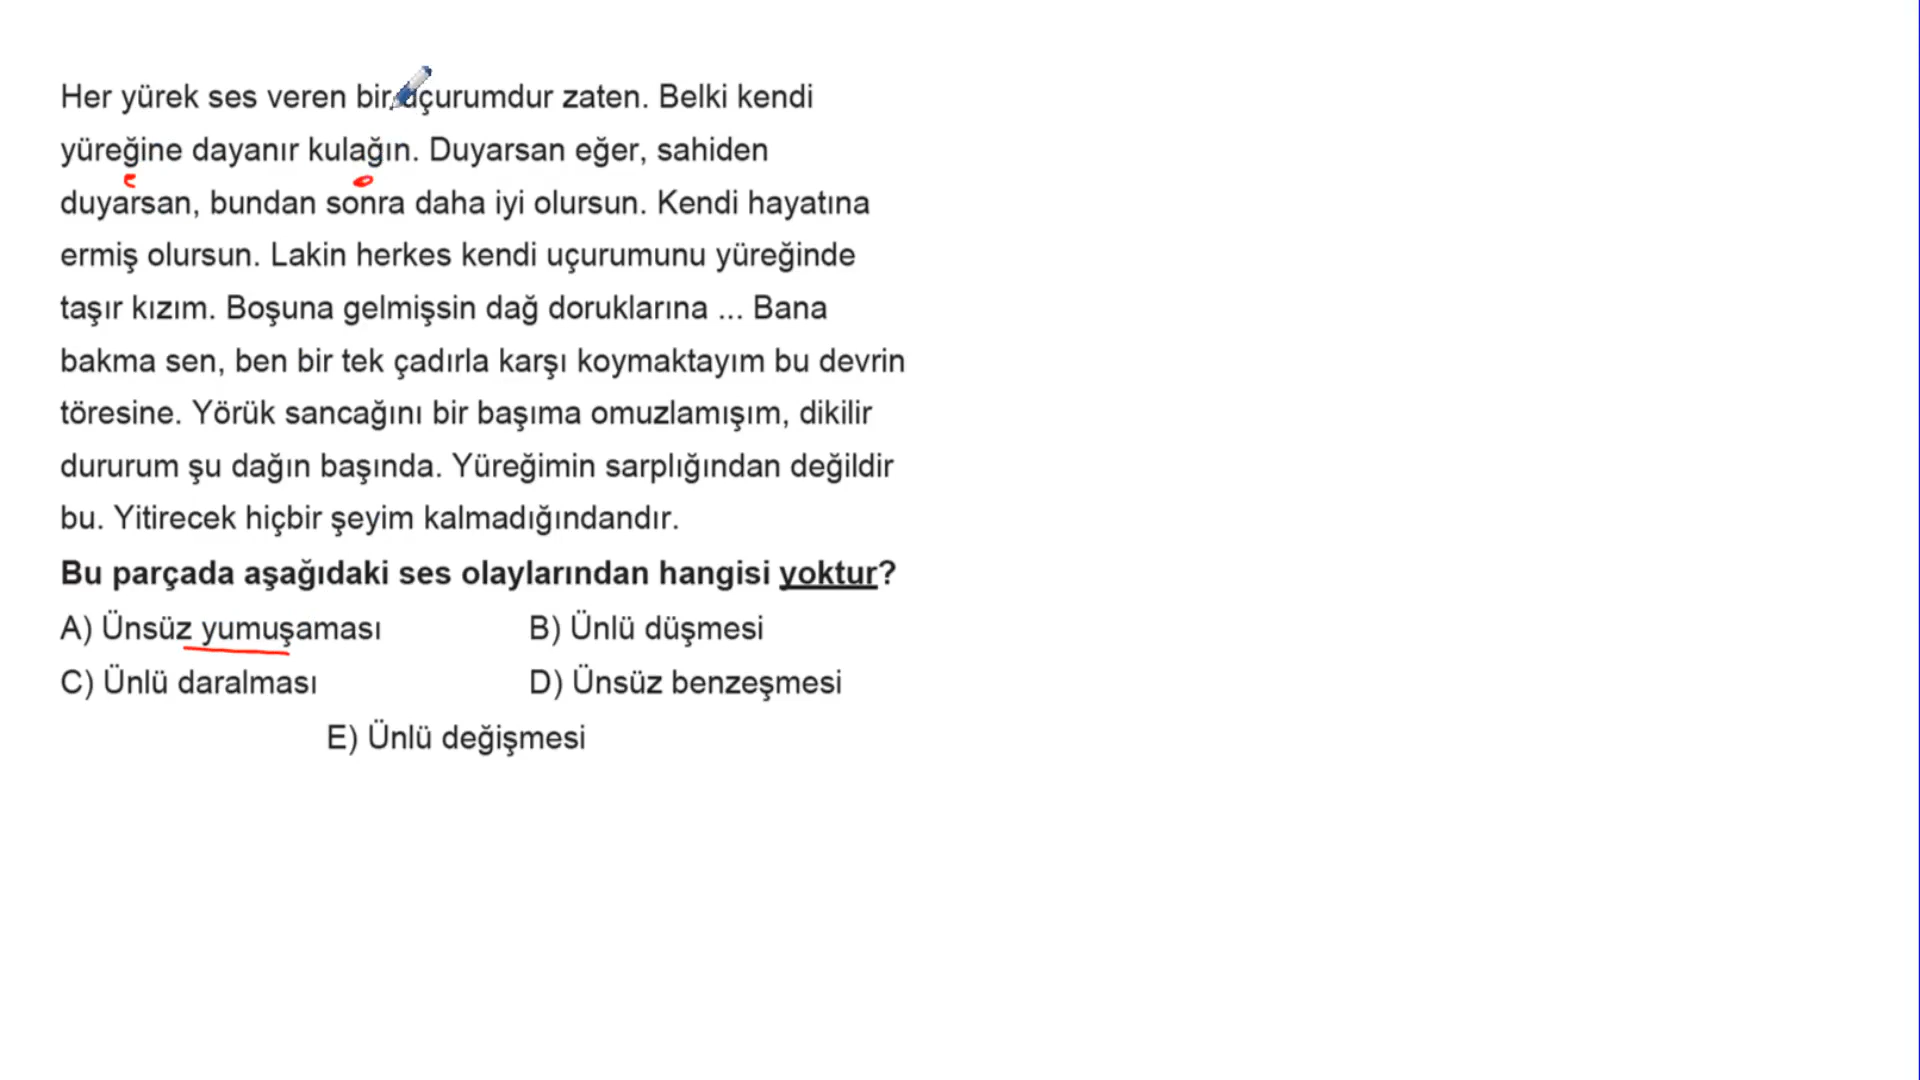 Her yürek ses veren bir uçurumdur zaten. Belki kendi
yüreğine dayanır kulağın. Duyarsan eğer, sahiden
duyarsan, bundan sonra daha iyi olursun. Kendi hayatına
ermiş olursun. Lakin herkes kendi uçurumunu yüreğinde
taşır kızım. Boşuna gelmişsin dağ doruklarına ... Bana
bakma sen, ben bir tek çadırla karşı koymaktayım bu devrin
töresine. Yörük sancağını bir başıma omuzlamışım, dikilir
dururum şu dağın başında. Yüreğimin sarplığından değildir
bu. Yitirecek hiçbir şeyim kalmadığındandır.
Bu parçada aşağıdaki ses olaylarından hangisi yoktur?
A) Ünsüz yumuşaması B) Ünlü düşmesi
C) Ünlü daralması D) Ünsüz benzeşmesi
E) Ünlü değişmesi